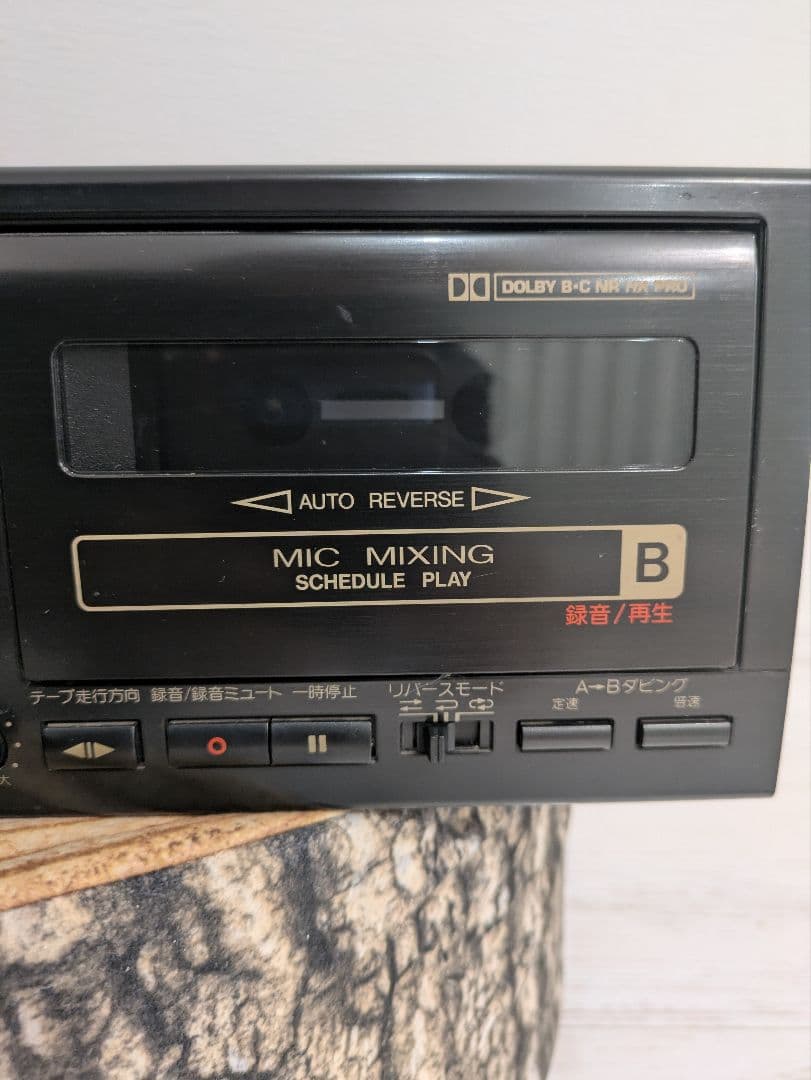 DOLBY B・C NR HX PRO
AUTO REVERSE
MIC MIXING
SCHEDULE PLAY
B
録音/再生
テープ走行方向 録音/録音ミュート 一時停止 リバースモード A→Bダビング
定速 倍速
大